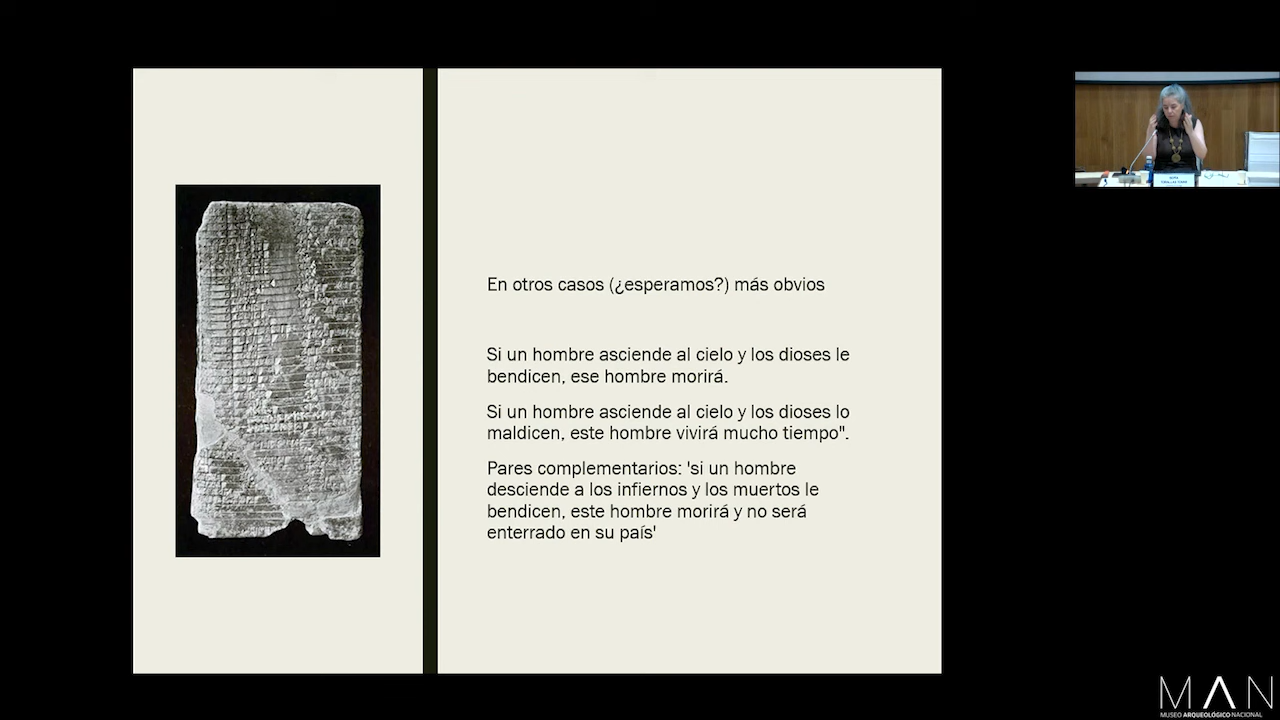 En otros casos (¿esperamos?) más obvios
Si un hombre asciende al cielo y los dioses le
bendicen, ese hombre morirá.
Si un hombre asciende al cielo y los dioses lo
maldicen, este hombre vivirá mucho tiempo".
Pares complementarios: 'si un hombre
desciende a los infiernos y los muertos le
bendicen, este hombre morirá y no será
enterrado en su país'
MAN
MUSEO ARQUEOLÓGICO NACIONAL